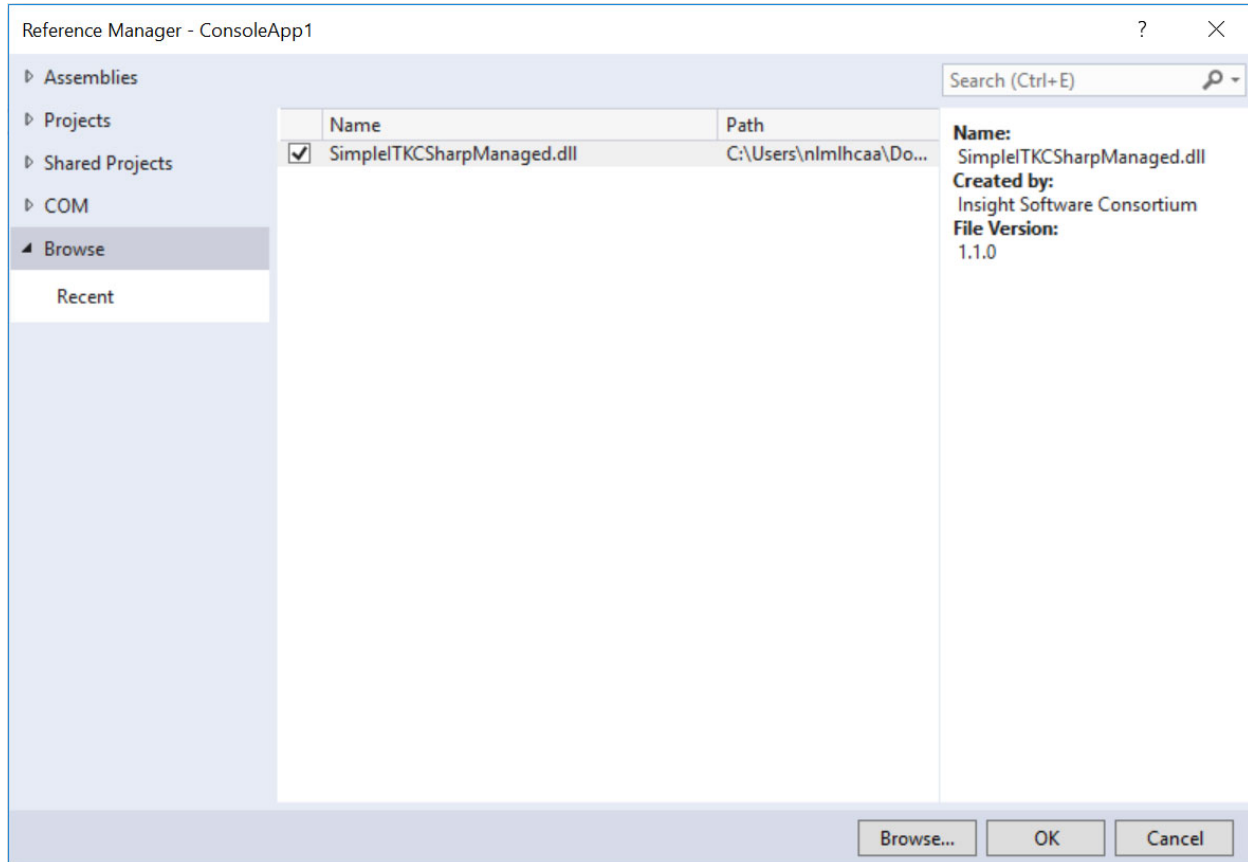 Reference Manager - ConsoleApp1 ?
Assemblies
Projects
Shared Projects
COM
Browse
Recent
Name Path
SimpleITKCSharpManaged.dll C:\Users\nlmlhcaa\Do...
Search (Ctrl+E)
Name:
SimpleITKCSharpManaged.dll
Created by:
Insight Software Consortium
File Version:
1.1.0
Browse... OK Cancel